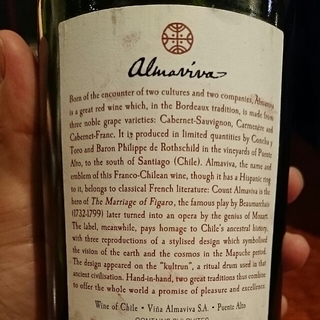 Almaviva
Born of the encounter of two cultures and two companies, Almaviva
is a great red wine which, in the Bordeaux tradition, is made from
three noble grape varieties: Cabernet-Sauvignon, Carmenère and
Cabernet-Franc. It is produced in limited quantities by Concha y
Toro and Baron Philippe de Rothschild in the vineyards of Puente
Alto, to the south of Santiago (Chile). Almaviva, the name and
emblem of this Franco-Chilean wine, though it has a Hispanic ring
to it, belongs to classical French literature: Count Almaviva is the
hero of The Marriage of Figaro, the famous play by Beaumarchais
(1732-1799) later turned into an opera by the genius of Mozart.
The label, meanwhile, pays homage to Chile's ancestral history,
with three reproductions of a stylised design which symbolised
the vision of the earth and the cosmos in the Mapuche period.
The design appeared on the "kultrun", a ritual drum used in that
ancient civilisation. Hand-in-hand, two great traditions thus combine
to offer the whole world a promise of pleasure and excellence.
Wine of Chile • Viña Almaviva S.A. • Puente Alto
CONTAINS SULPHITES